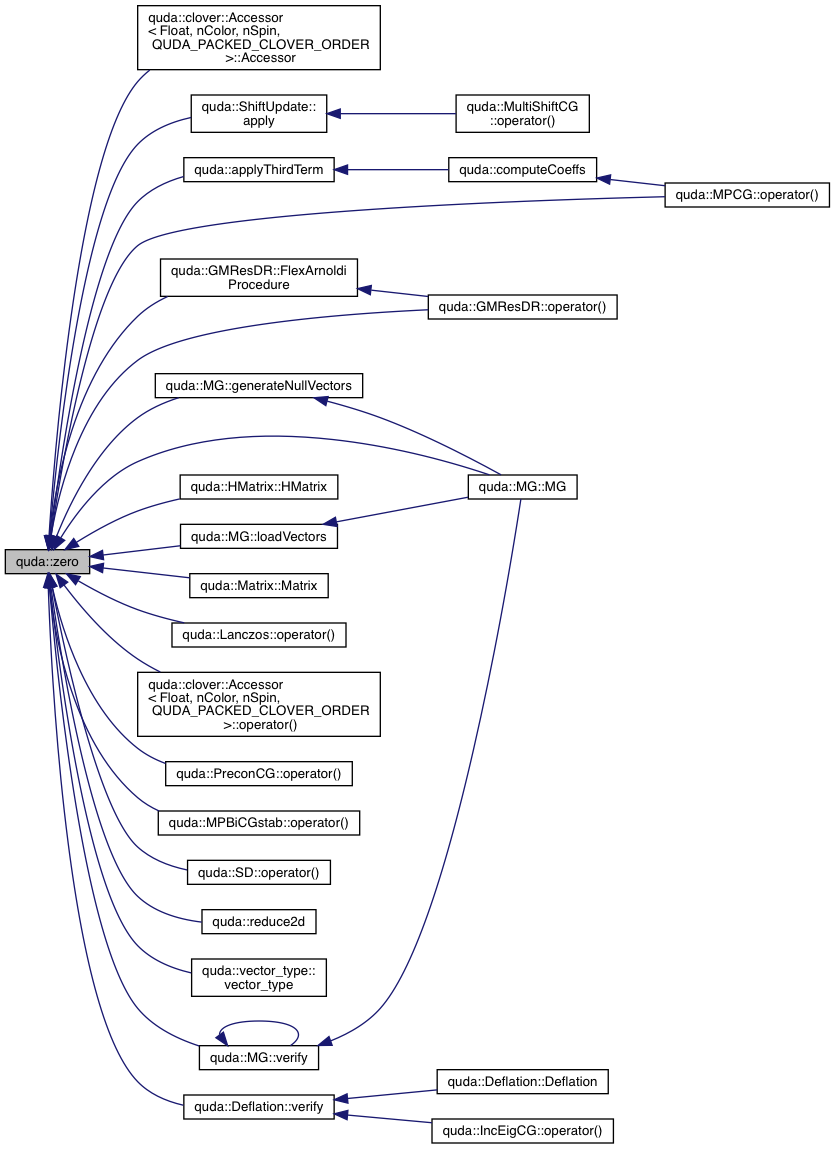 quda::clover::Accessor
< Float, nColor, nSpin,
QUDA_PACKED_CLOVER_ORDER
>::Accessor
quda::ShiftUpdate::
apply
quda::MultiShiftCG
::operator()
quda::applyThirdTerm
quda::computeCoeffs
quda::MPCG::operator()
quda::GMResDR::FlexArnoldi
Procedure
quda::GMResDR::operator()
quda::MG::generateNullVectors
quda::HMatrix::HMatrix
quda::MG::MG
quda::MG::loadVectors
quda::zero
quda::Matrix::Matrix
quda::Lanczos::operator()
quda::clover::Accessor
< Float, nColor, nSpin,
QUDA_PACKED_CLOVER_ORDER
>::operator()
quda::PreconCG::operator()
quda::MPBiCGstab::operator()
quda::SD::operator()
quda::reduce2d
quda::vector_type::
vector_type
quda::MG::verify
quda::Deflation::Deflation
quda::Deflation::verify
quda::IncEigCG::operator()